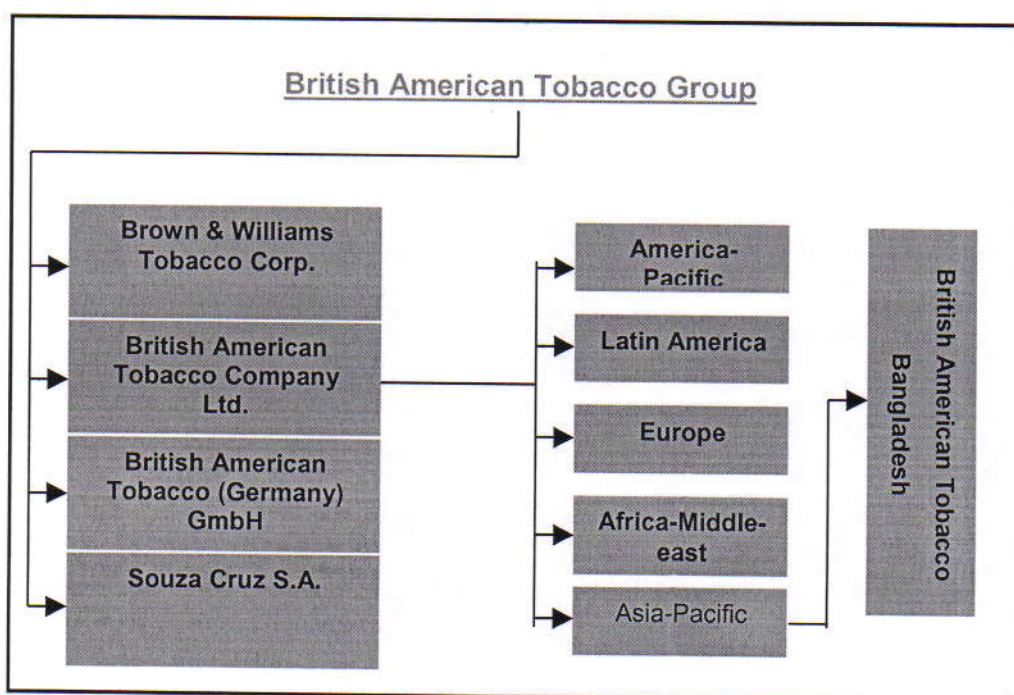 British American Tobacco Group
Brown & Williams
Tobacco Corp.
British American
Tobacco Company
Ltd.
British American
Tobacco (Germany)
GmbH
Souza Cruz S.A.
America-
Pacific
Latin America
Europe
Africa-Middle-
east
Asia-Pacific
British American Tobacco
Bangladesh